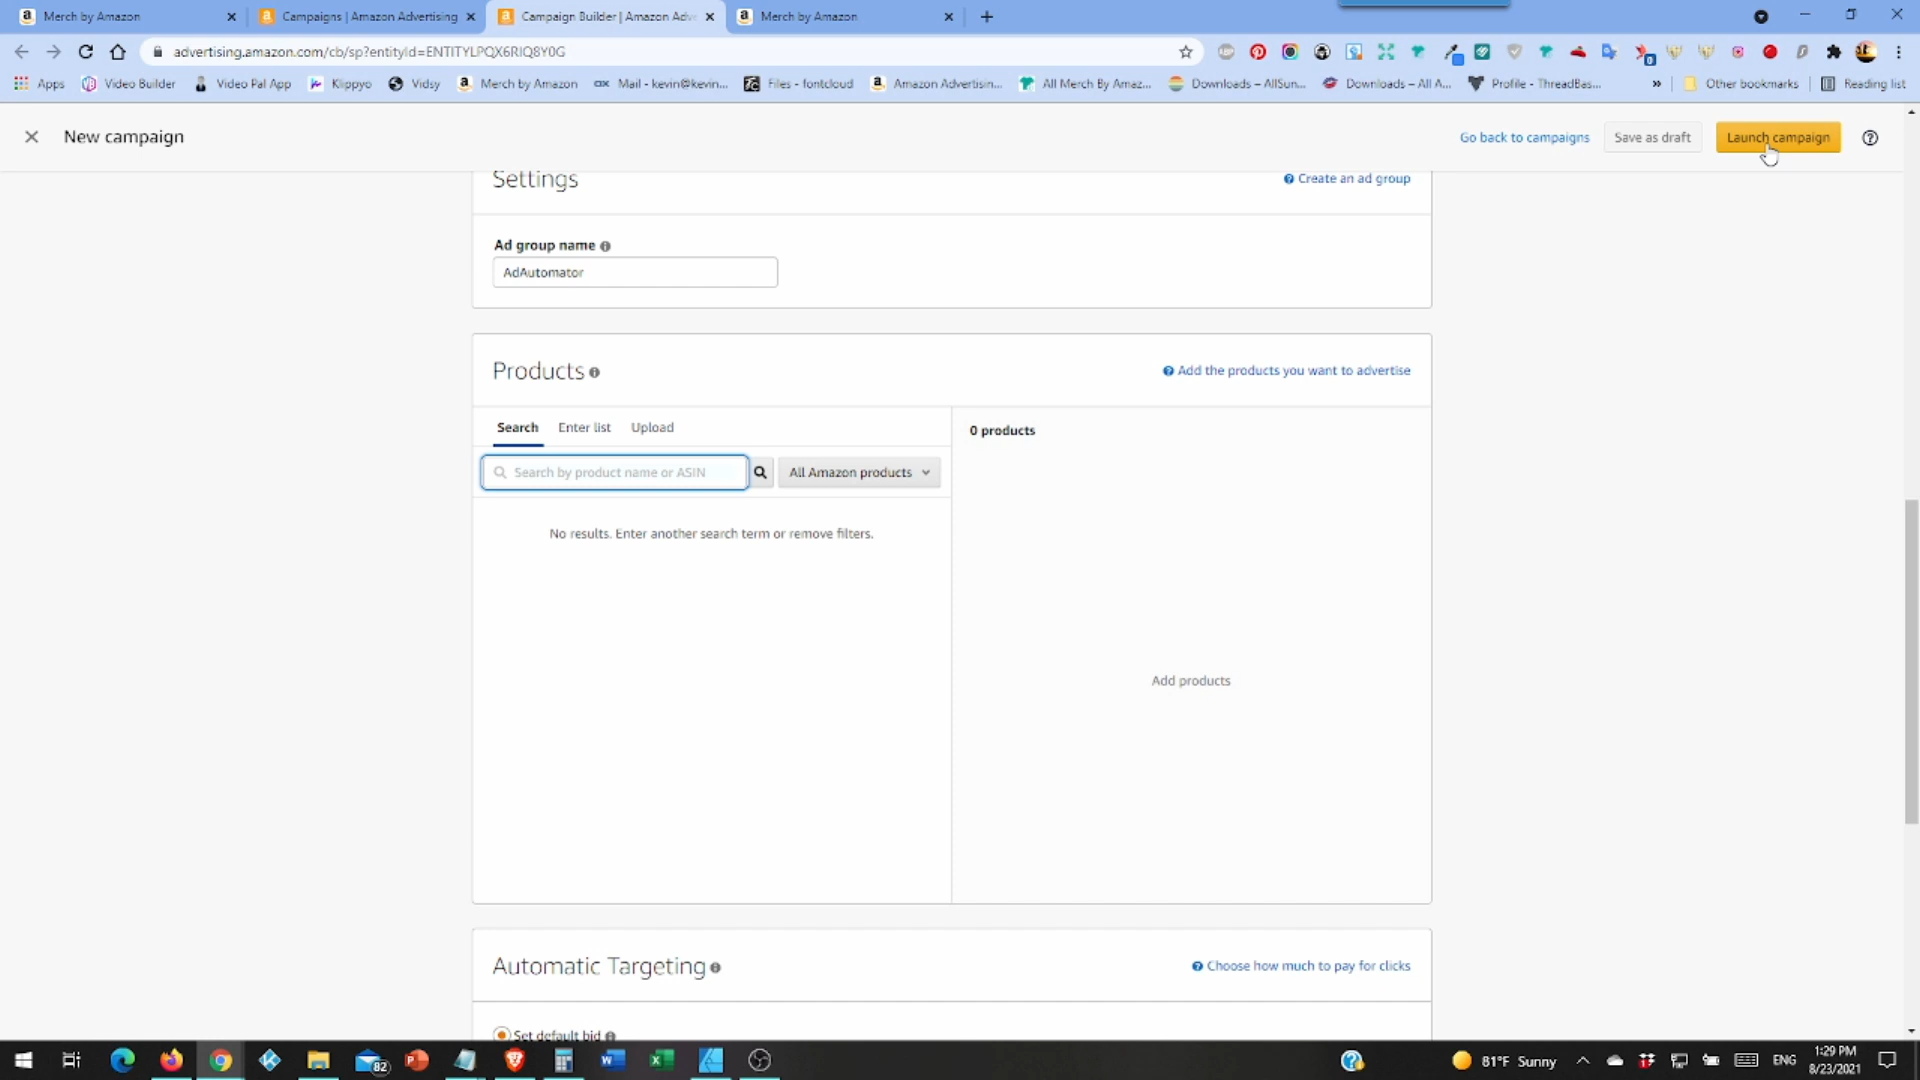 Merch by Amazon
Campaigns | Amazon Advertising
Campaign Builder | Amazon Adv
Merch by Amazon
advertising.amazon.com/cb/sp?entityId=ENTITYLPQX6RIQ8Y0G
Apps
Video Builder
Video Pal App
Klippyo
Vidsy
Merch by Amazon
Mail - kevin@kevin...
Files - fontcloud
Amazon Advertisin...
All Merch By Amaz...
Downloads – AllSun...
Downloads – All A...
Profile - ThreadBas...
»
Other bookmarks
Reading list
New campaign
Go back to campaigns
Save as draft
Launch campaign
Settings
Create an ad group
Ad group name
AdAutomator
Products
Add the products you want to advertise
Search
Enter list
Upload
0 products
Search by product name or ASIN
All Amazon products
No results. Enter another search term or remove filters.
Add products
Automatic Targeting
Choose how much to pay for clicks
Set default bid
82
81°F Sunny
ENG
1:29 PM
8/23/2021